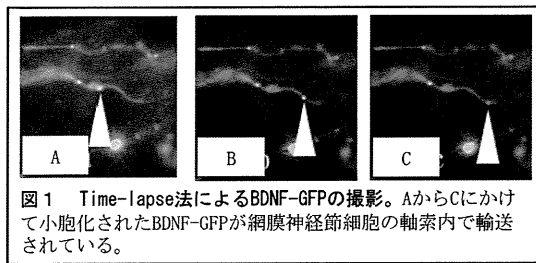 A
B
C
図1 Time-lapse法によるBDNF-GFPの撮影。AからCにかけ
て小胞化されたBDNF-GFPが網膜神経節細胞の軸索内で輸送
されている。